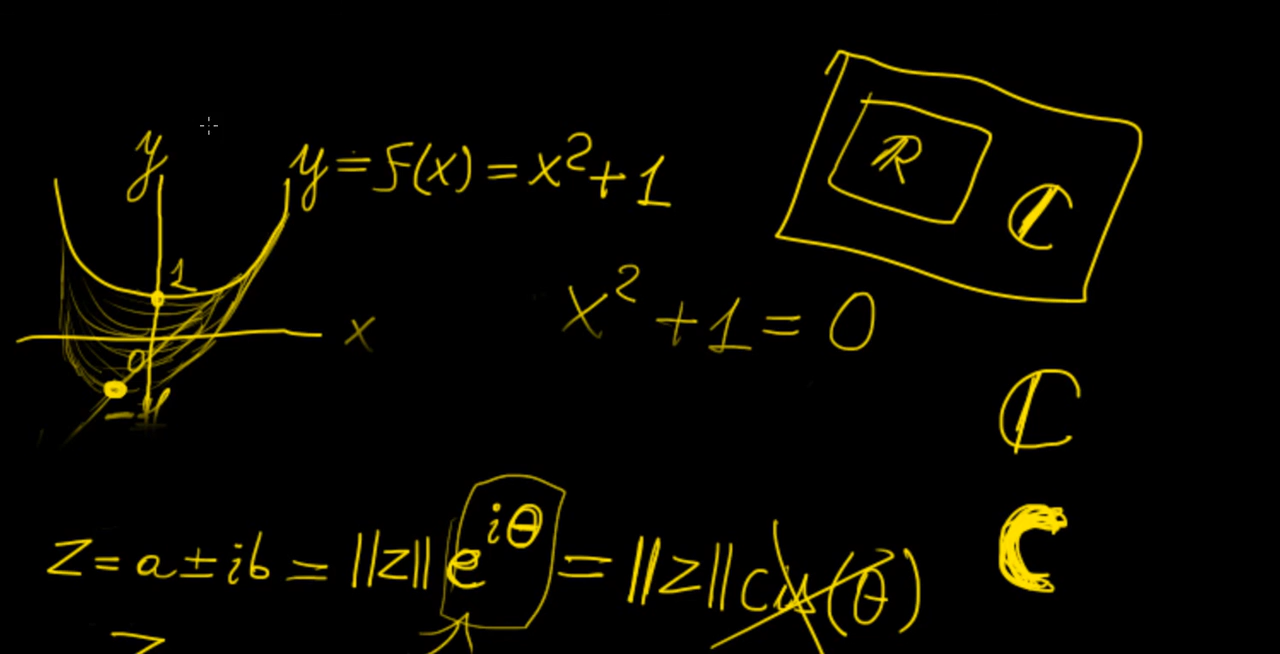 y
y = f(x) = x²+1
ℝ
ℂ
1
x² + 1 = 0
x
0
ℂ
C
z = a ± ib = ||z|| e^{iθ} = ||z|| cis(θ)